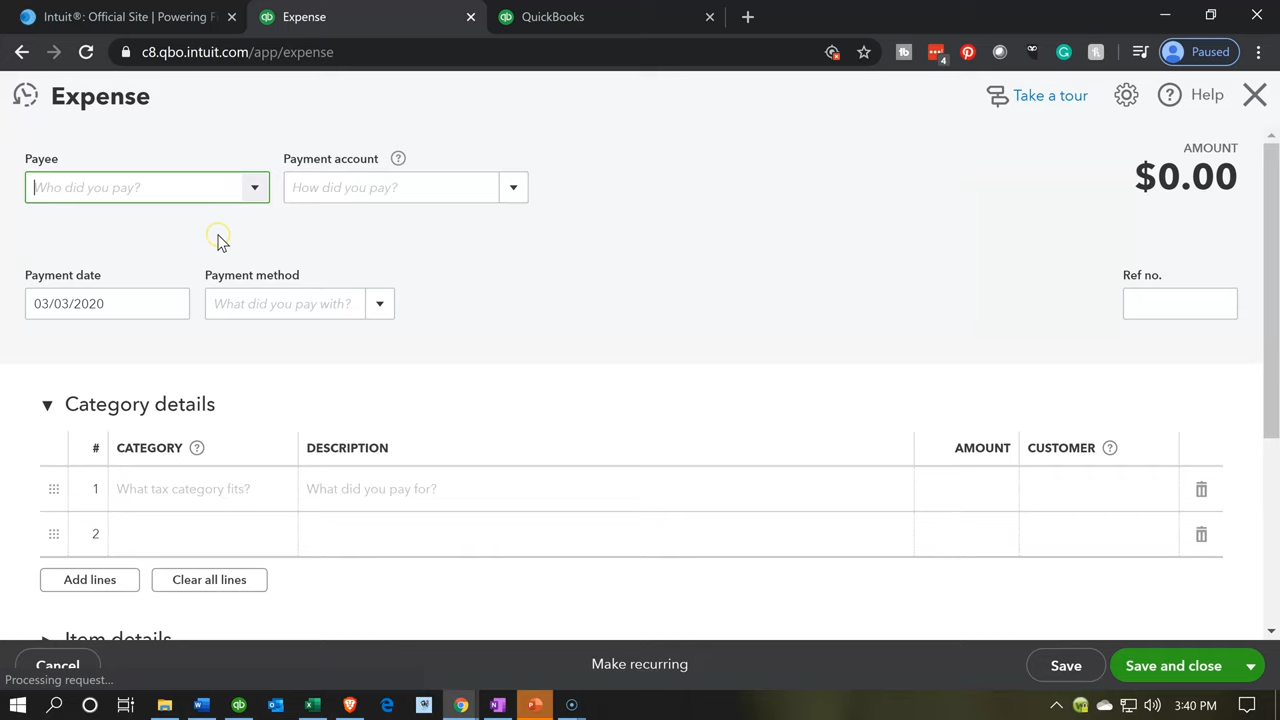 Intuit®: Official Site | Powering F
Expense
QuickBooks
c8.qbo.intuit.com/app/expense
4
Paused
Expense
Take a tour
Help
Payee
Payment account
AMOUNT
Who did you pay?
How did you pay?
$0.00
Payment date
Payment method
Ref no.
03/03/2020
What did you pay with?
Category details
# CATEGORY DESCRIPTION AMOUNT CUSTOMER
1 What tax category fits? What did you pay for?
2
Add lines
Clear all lines
Item details
Cancel
Make recurring
Save
Save and close
Processing request...
3:40 PM